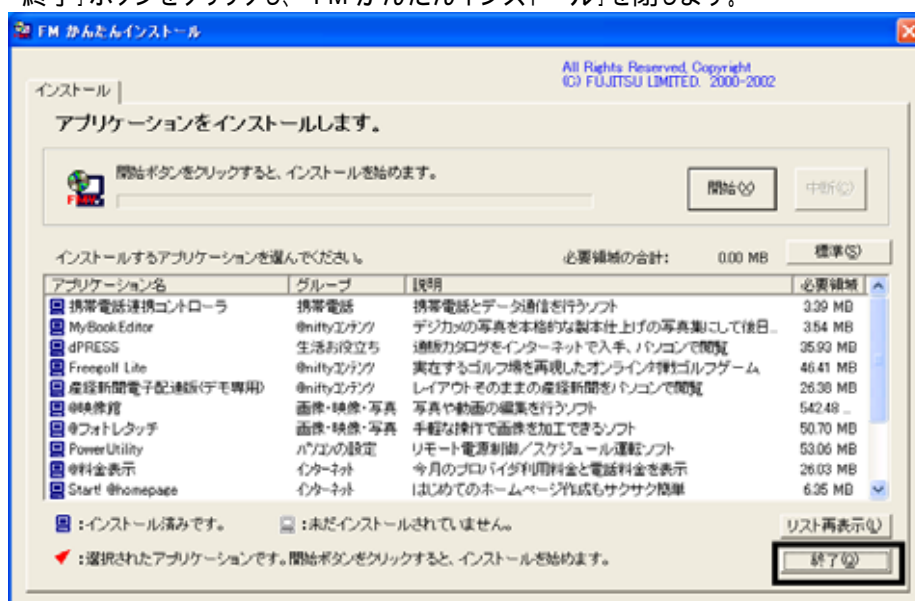 終了]ボタンをクリックし、「FM かんたんインストール」を閉じます。
FM かんたんインストール
All Rights Reserved, Copyright
(C) FUJITSU LIMITED. 2000-2002
インストール
アプリケーションをインストールします。
開始ボタンをクリックすると、インストールを始めます。
開始(X) 中断(C)
インストールするアプリケーションを選んでください。 必要領域の合計: 0.00 MB 標準(S)
アプリケーション名 グループ 説明 必要領域
携帯電話連携コントローラ 携帯電話 携帯電話とデータ通信を行うソフト 3.39 MB
MyBook Editor @niftyコンテンツ デジカメの写真を本格的な製本仕上げの写真集にして後日... 3.54 MB
dPRESS 生活お役立ち 通販カタログをインターネットで入手、パソコンで閲覧 35.93 MB
Freegolf Lite @niftyコンテンツ 実在するゴルフ場を再現したオンライン対戦ゴルフゲーム 46.41 MB
産経新聞電子配達版(デモ専用) @niftyコンテンツ レイアウトそのままの産経新聞をパソコンで閲覧 26.38 MB
@映像館 画像・映像・写真 写真や動画の編集を行うソフト 542.48 ...
@フォトレタッチ 画像・映像・写真 手軽な操作で画像を加工できるソフト 50.70 MB
PowerUtility パソコンの設定 リモート電源制御/スケジュール運転ソフト 53.06 MB
@料金表示 インターネット 今月のプロバイダ利用料金と電話料金を表示 26.03 MB
Start! @homepage インターネット はじめてのホームページ作成もサクサク簡単 6.35 MB
:インストール済みです。 :未だインストールされていません。 リスト再表示(L)
:選択されたアプリケーションです。開始ボタンをクリックすると、インストールを始めます。 終了(Q)